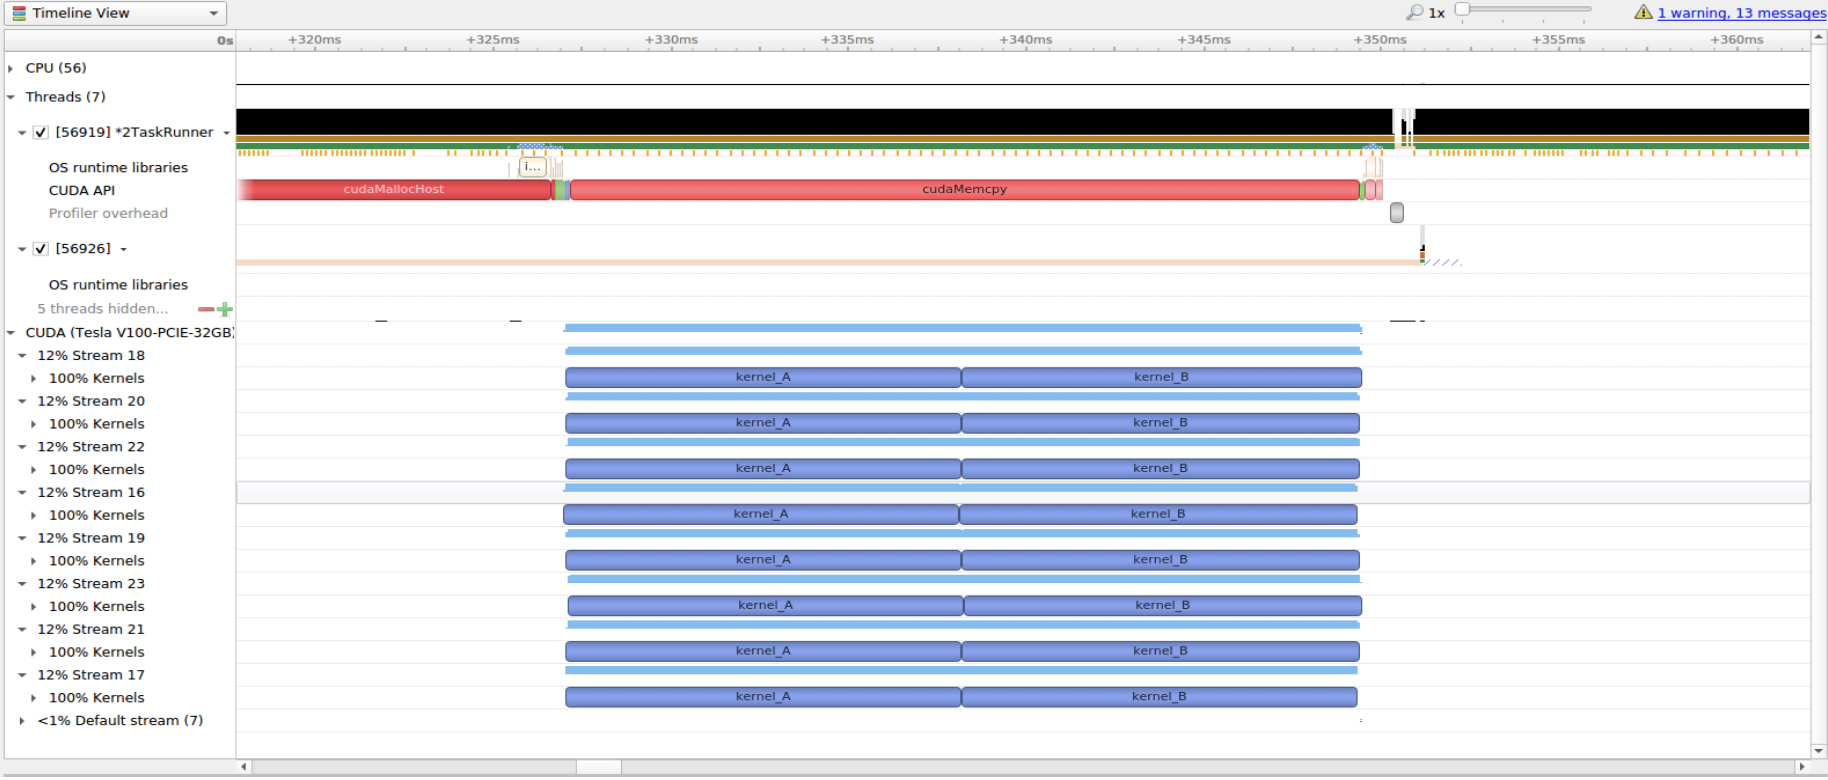 Timeline View 1x 1 warning, 13 messages
0s +320ms +325ms +330ms +335ms +340ms +345ms +350ms +355ms +360ms
CPU (56)
Threads (7)
[56919] *2TaskRunner
OS runtime libraries i...
CUDA API cudaMallocHost cudaMemcpy
Profiler overhead
[56926]
OS runtime libraries
5 threads hidden...
CUDA (Tesla V100-PCIE-32GB)
12% Stream 18
100% Kernels kernel_A kernel_B
12% Stream 20
100% Kernels kernel_A kernel_B
12% Stream 22
100% Kernels kernel_A kernel_B
12% Stream 16
100% Kernels kernel_A kernel_B
12% Stream 19
100% Kernels kernel_A kernel_B
12% Stream 23
100% Kernels kernel_A kernel_B
12% Stream 21
100% Kernels kernel_A kernel_B
12% Stream 17
100% Kernels kernel_A kernel_B
<1% Default stream (7)